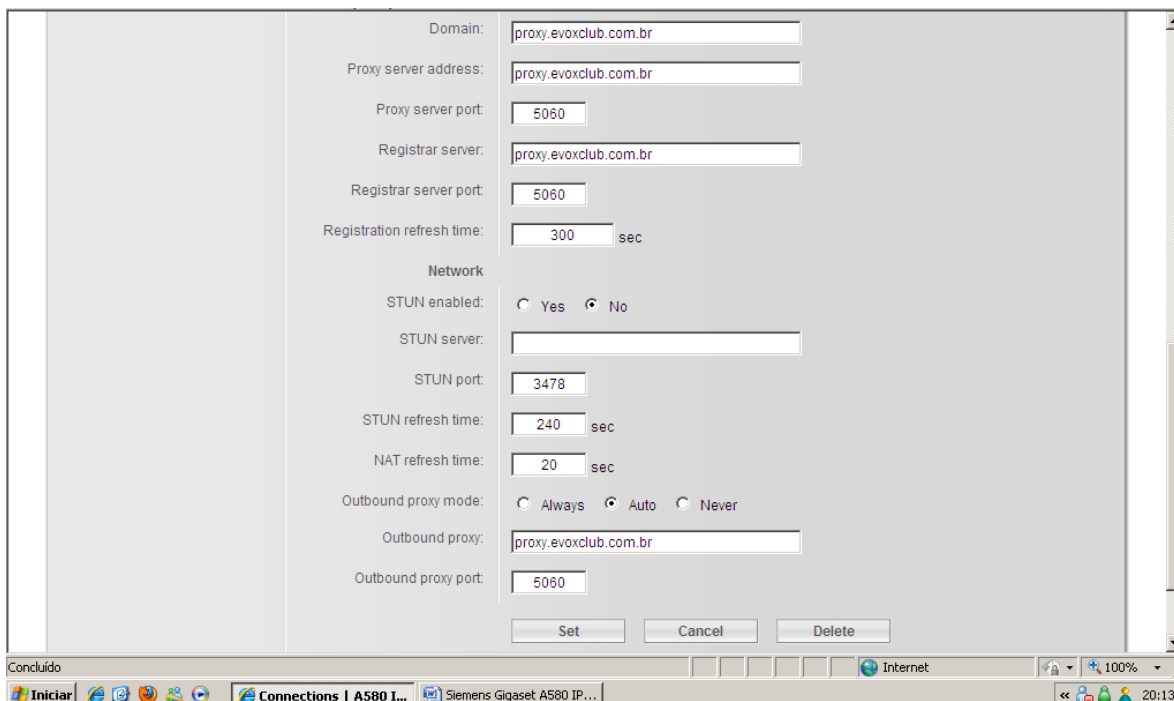 Domain: proxy.evoxclub.com.br
Proxy server address: proxy.evoxclub.com.br
Proxy server port: 5060
Registrar server: proxy.evoxclub.com.br
Registrar server port: 5060
Registration refresh time: 300 sec
Network
STUN enabled: Yes No
STUN server:
STUN port: 3478
STUN refresh time: 240 sec
NAT refresh time: 20 sec
Outbound proxy mode: Always Auto Never
Outbound proxy: proxy.evoxclub.com.br
Outbound proxy port: 5060
Set Cancel Delete
Concluído Internet 100%
Iniciar Connections | A580 I... Siemens Gigaset A580 IP... 20:13